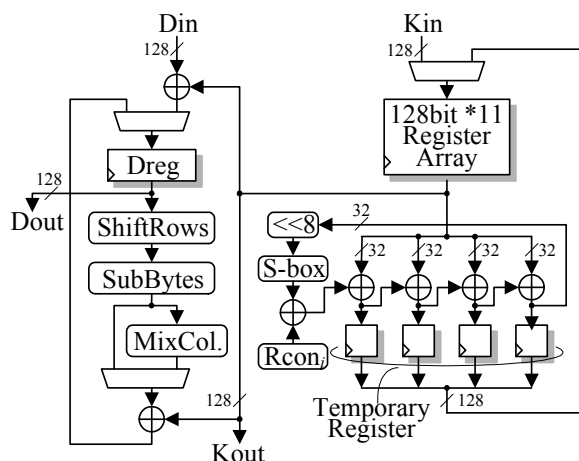 Din
Kin
128
128
128bit *11
Register
Array
Dreg
128
Dout
32
<<8
ShiftRows
32
32
32
32
S-box
SubBytes
MixCol.
Rconi
128
Temporary
Register
128
Kout